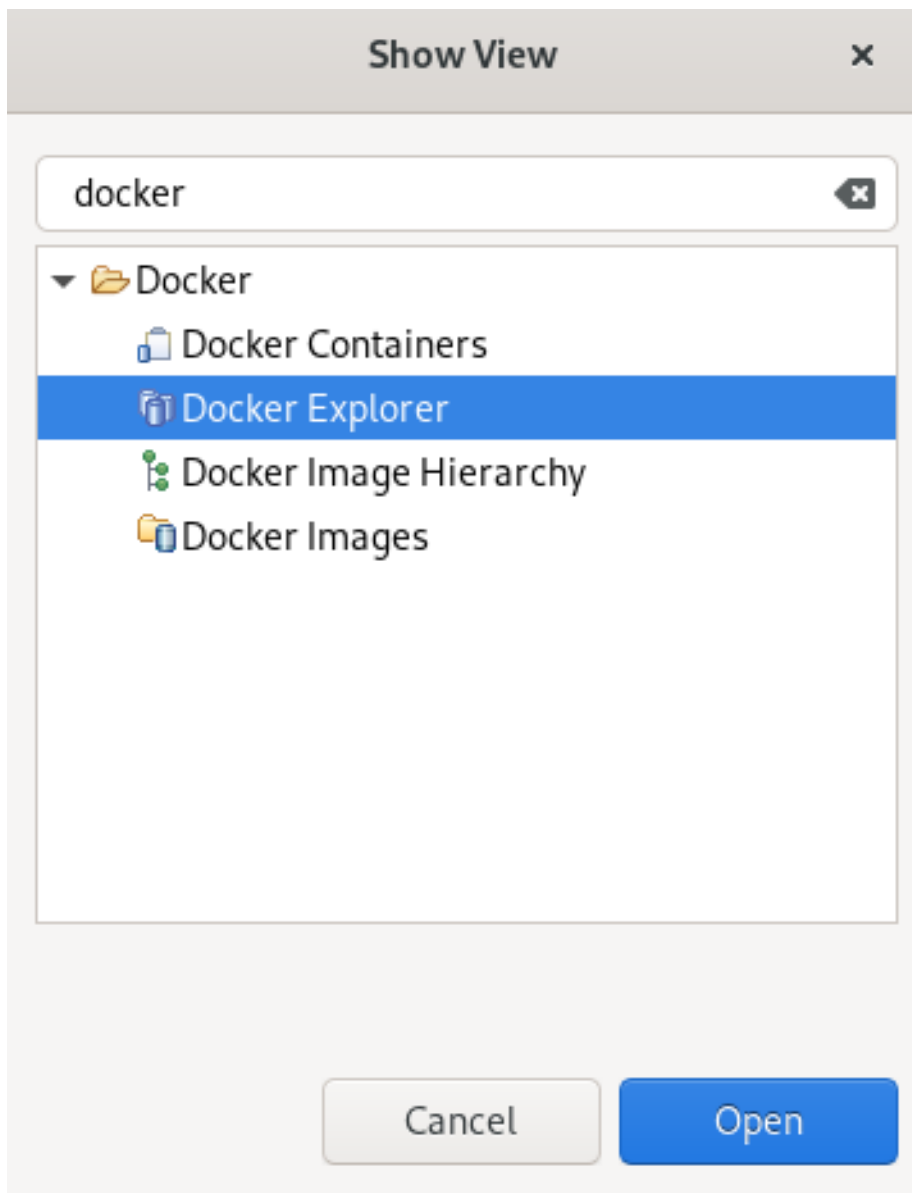 Show View
docker
Docker
Docker Containers
Docker Explorer
Docker Image Hierarchy
Docker Images
Cancel
Open